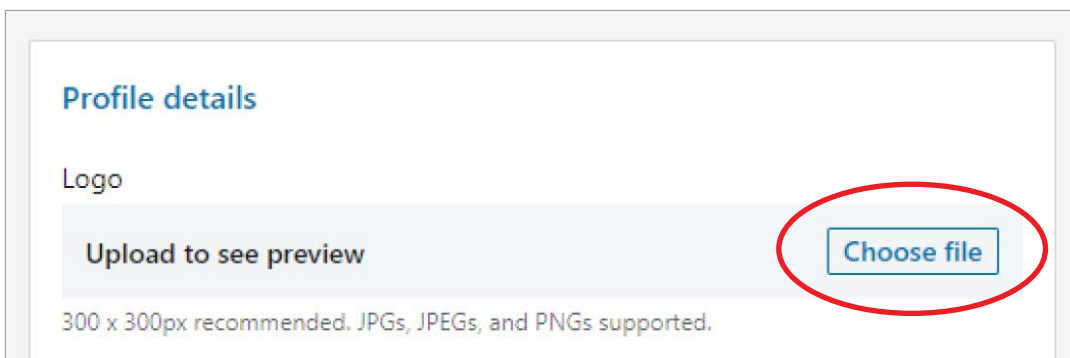 Profile details
Logo
Upload to see preview
Choose file
300 x 300px recommended. JPGs, JPEGs, and PNGs supported.